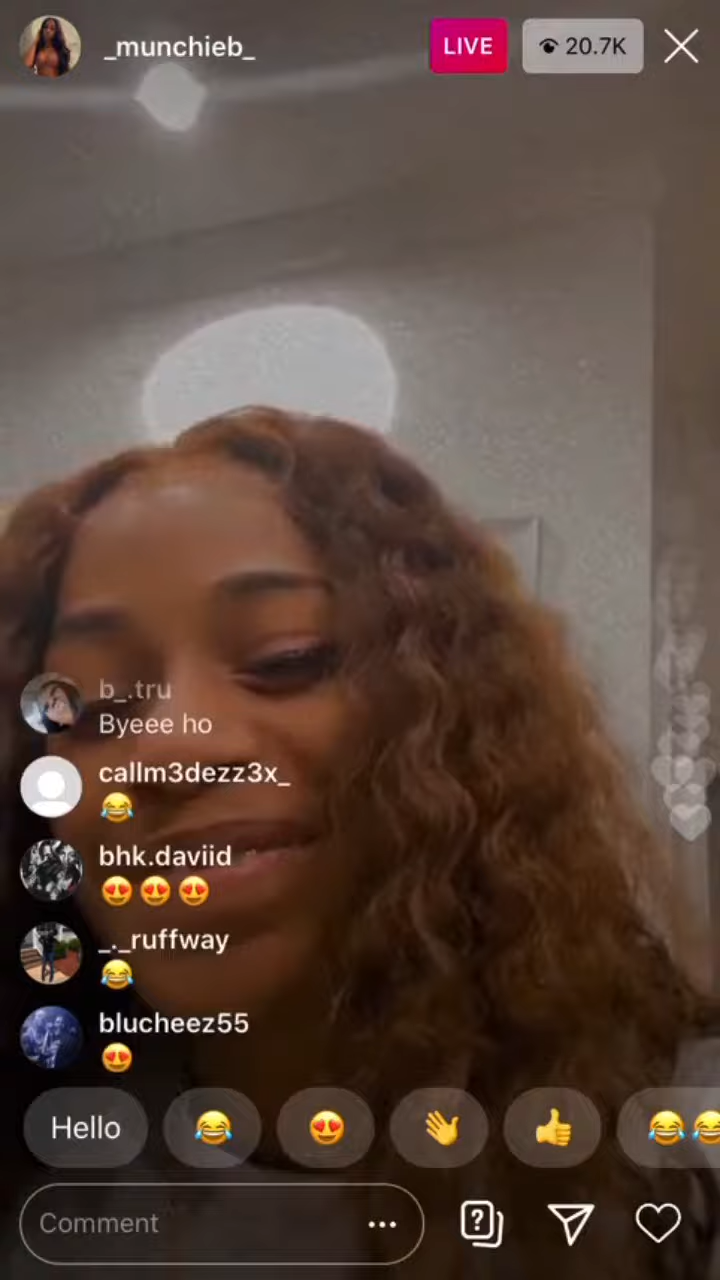 _munchieb_
LIVE
20.7K
b_.tru
Byeee ho
callm3dezz3x_
😂
bhk.daviid
😍😍😍
_._ruffway
😂
blucheez55
😍
Hello 😂 😍 👋 👍 😂😂
Comment